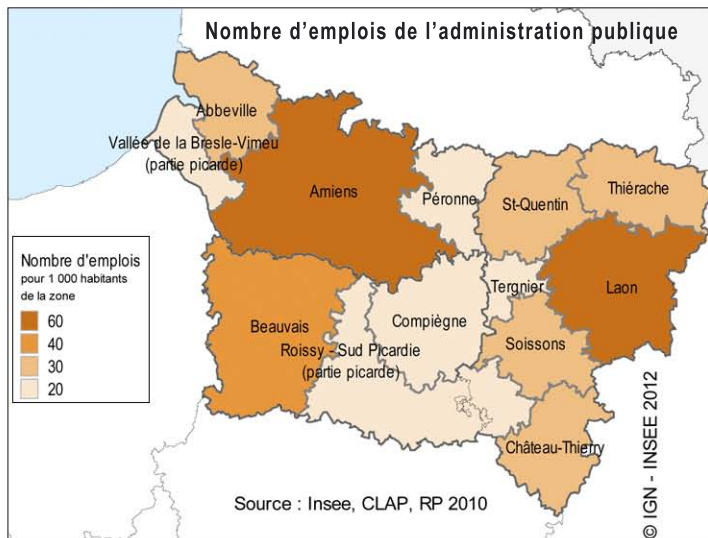 Nombre d'emplois de l'administration publique
Abbeville
Vallée de la Bresle-Vimeu
(partie picarde)
Amiens
Péronne
St-Quentin
Thiérache
Nombre d'emplois
pour 1 000 habitants
de la zone
60
40
30
20
Tergnier
Laon
Beauvais
Compiègne
Roissy - Sud Picardie
(partie picarde)
Soissons
Château-Thierry
Source : Insee, CLAP, RP 2010
© IGN - INSEE 2012